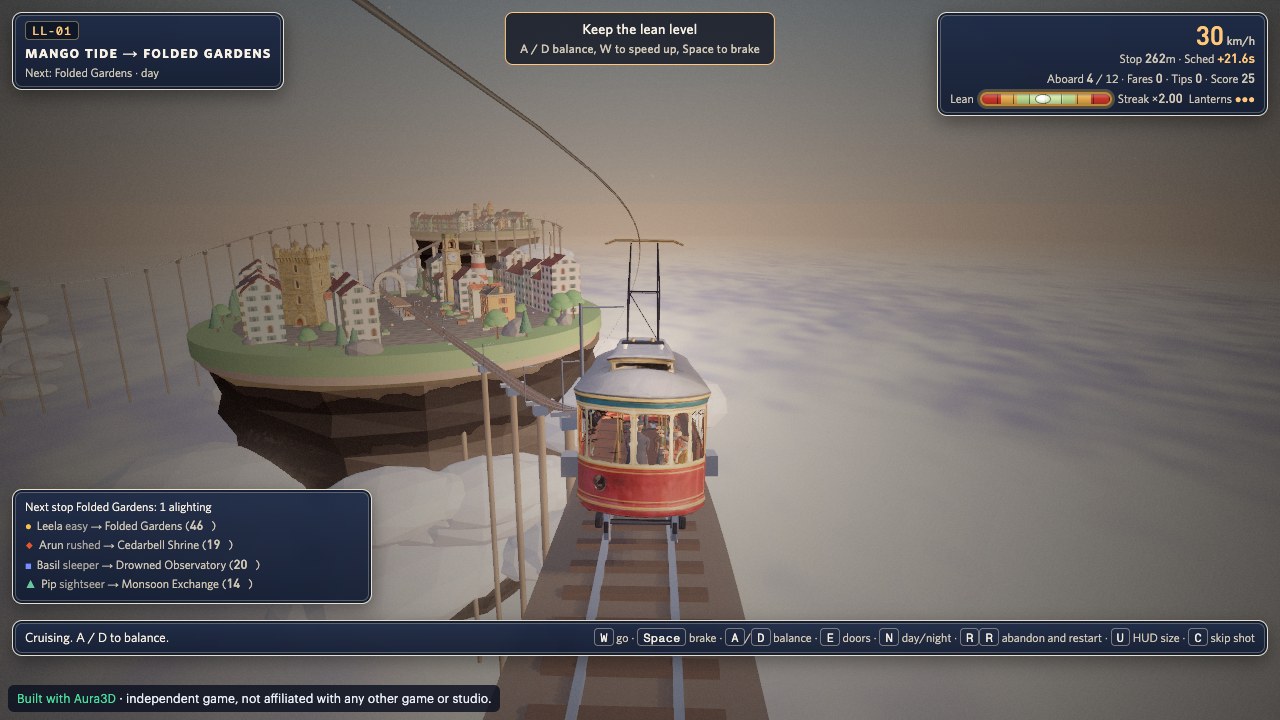 LL-01
MANGO TIDE → FOLDED GARDENS
Next: Folded Gardens · day
Keep the lean level
A / D balance, W to speed up, Space to brake
30 km/h
Stop 262m · Sched +21.6s
Aboard 4 / 12 · Fares 0 · Tips 0 · Score 25
Lean Streak ×2.00 Lanterns
Next stop Folded Gardens: 1 alighting
Leela easy → Folded Gardens (46 )
Arun rushed → Cedarbell Shrine (19 )
Basil sleeper → Drowned Observatory (20 )
Pip sightseer → Monsoon Exchange (14 )
Cruising. A / D to balance.
W go · Space brake · A / D balance · E doors · N day/night · R R abandon and restart · U HUD size · C skip shot
Built with Aura3D · independent game, not affiliated with any other game or studio.